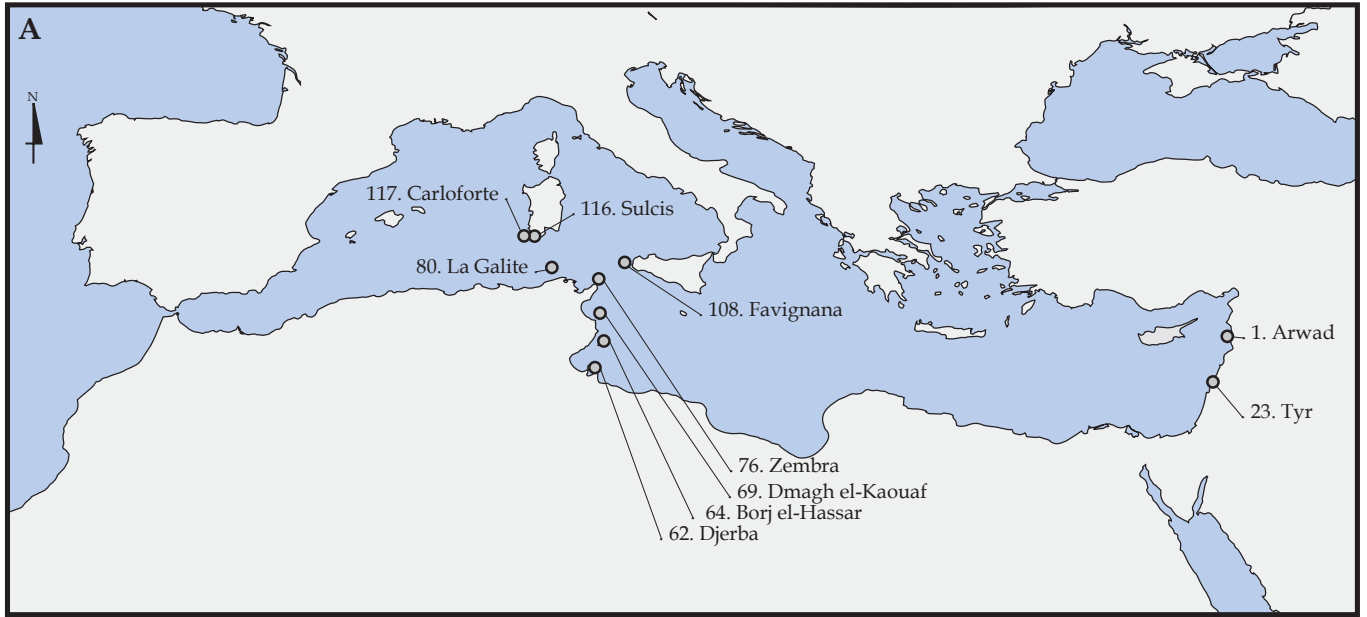 A
N
117. Carloforte
116. Sulcis
80. La Galite
108. Favignana
1. Arwad
23. Tyr
76. Zembra
69. Dmagh el-Kaouaf
64. Borj el-Hassar
62. Djerba